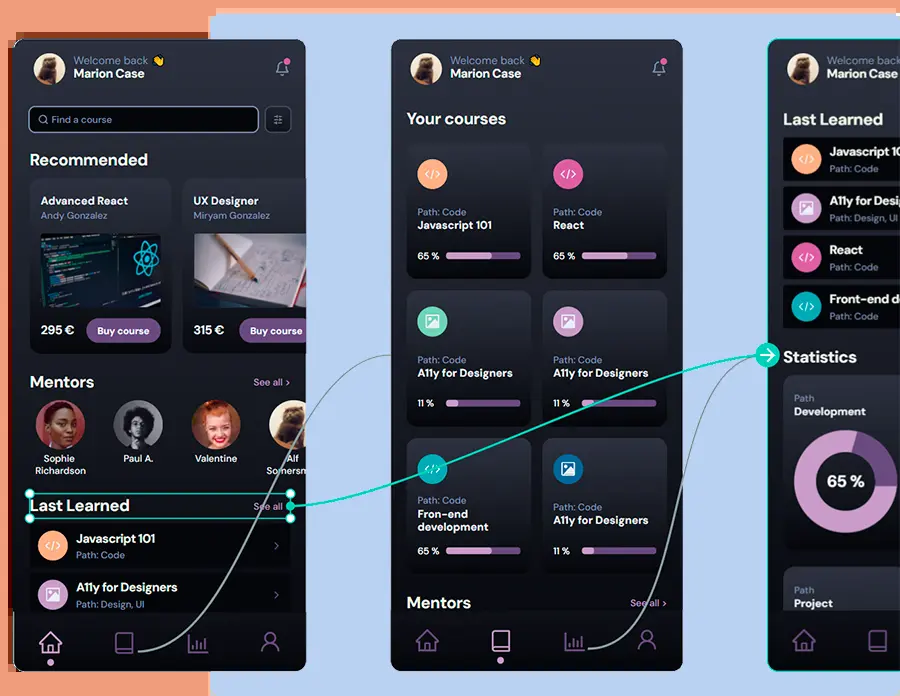 Welcome back 👋
Marion Case
Find a course
Recommended
Advanced React
Andy Gonzalez
295 €
Buy course
UX Designer
Miryam Gonzalez
315 €
Buy course
Mentors
See all >
Sophie
Richardson
Paul A.
Valentine
Alf
Somersm
Last Learned
See all
Javascript 101
Path: Code
A11y for Designers
Path: Design, UI
Welcome back 👋
Marion Case
Your courses
</>
Path: Code
Javascript 101
65 %
</>
Path: Code
React
65 %
Path: Code
A11y for Designers
11 %
Path: Code
A11y for Designers
11 %
</>
Path: Code
Fron-end
development
65 %
Path: Code
A11y for Designers
11 %
Mentors
See all >
Welcome back
Marion Case
Last Learned
Javascript 10
Path: Code
A11y for Desi
Path: Design, UI
React
Path: Code
Front-end d
Path: Code
Statistics
Path
Development
65 %
Path
Project